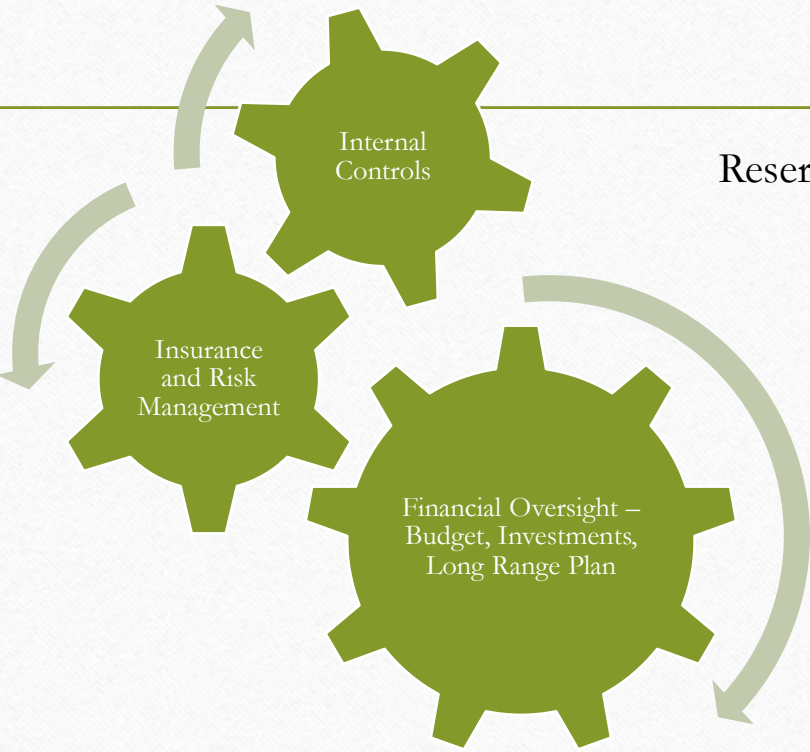 Internal
Controls
Insurance
and Risk
Management
Financial Oversight –
Budget, Investments,
Long Range Plan